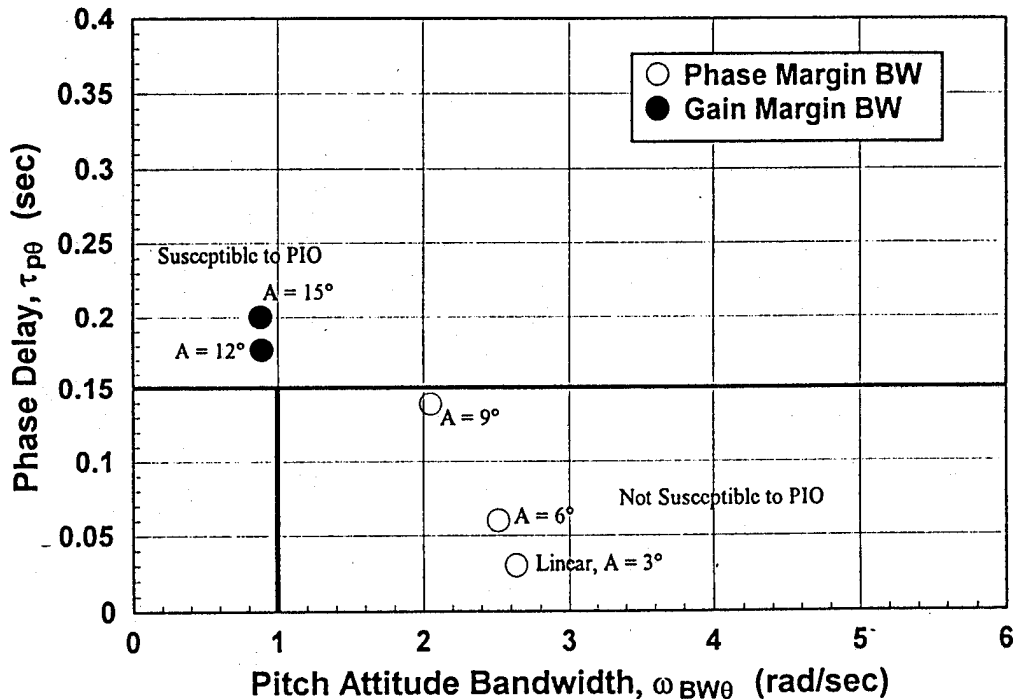 0.4
0.35
0.3
0.25
0.2
0.15
0.1
0.05
0
Phase Delay, τpθ (sec)
Phase Margin BW
Gain Margin BW
Susceptible to PIO
A = 15°
A = 12°
A = 9°
Not Susceptible to PIO
A = 6°
Linear, A = 3°
0 1 2 3 4 5 6
Pitch Attitude Bandwidth, ωBWθ (rad/sec)